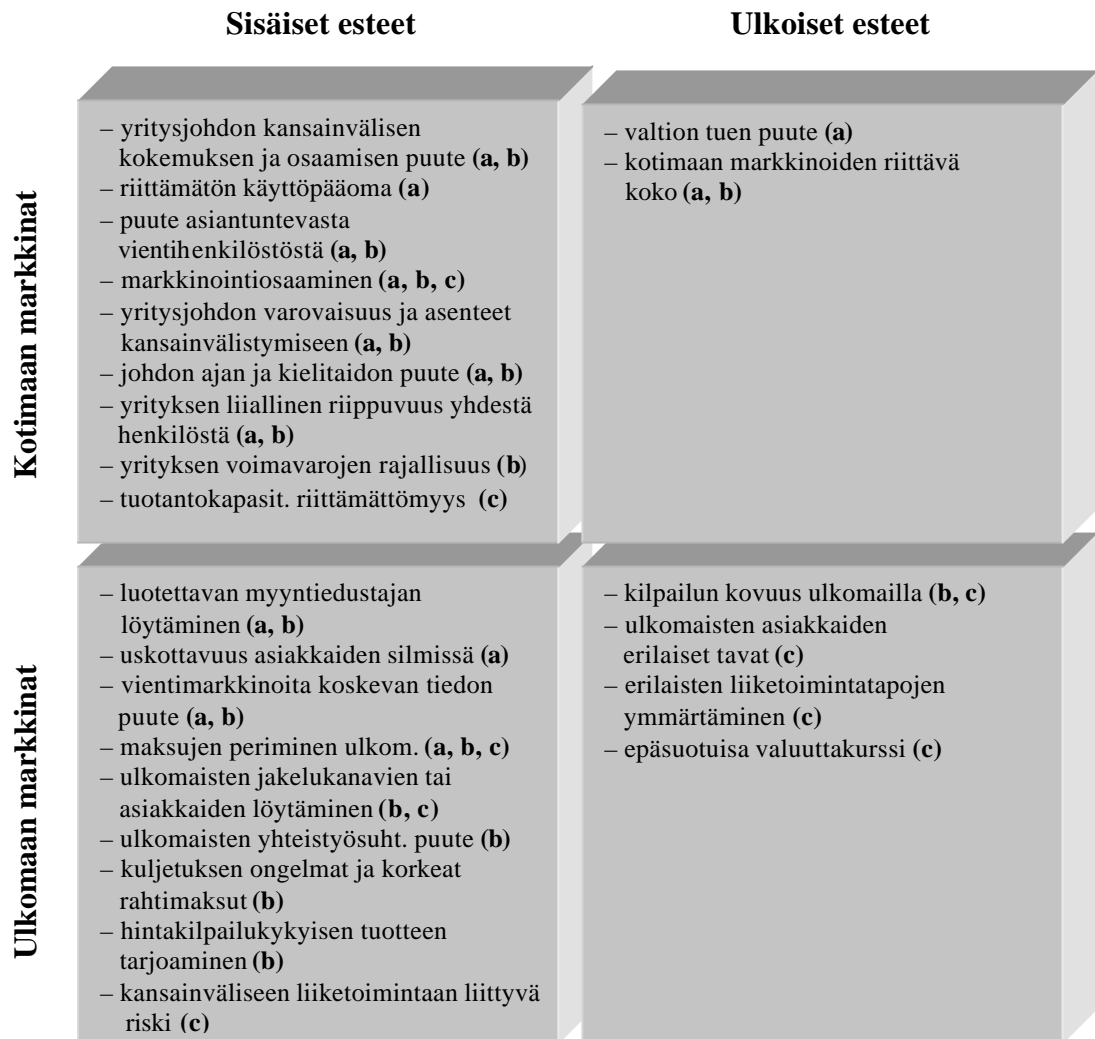 Sisäiset esteet
Ulkoiset esteet
Kotimaan markkinat
– yritysjohdon kansainvälisen
kokemuksen ja osaamisen puute (a, b)
– riittämätön käyttöpääoma (a)
– puute asiantuntevasta
vientihenkilöstöstä (a, b)
– markkinointiosaaminen (a, b, c)
– yritysjohdon varovaisuus ja asenteet
kansainvälistymiseen (a, b)
– johdon ajan ja kielitaidon puute (a, b)
– yrityksen liiallinen riippuvuus yhdestä
henkilöstä (a, b)
– yrityksen voimavarojen rajallisuus (b)
– tuotantokapasit. riittämättömyys (c)
– valtion tuen puute (a)
– kotimaan markkinoiden riittävä
koko (a, b)
Ulkomaan markkinat
– luotettavan myyntiedustajan
löytäminen (a, b)
– uskottavuus asiakkaiden silmissä (a)
– vientimarkkinoita koskevan tiedon
puute (a, b)
– maksujen periminen ulkom. (a, b, c)
– ulkomaisten jakelukanavien tai
asiakkaiden löytäminen (b, c)
– ulkomaisten yhteistyösuht. puute (b)
– kuljetuksen ongelmat ja korkeat
rahtimaksut (b)
– hintakilpailukykyisen tuotteen
tarjoaminen (b)
– kansainväliseen liiketoimintaan liittyvä
riski (c)
– kilpailun kovuus ulkomailla (b, c)
– ulkomaisten asiakkaiden
erilaiset tavat (c)
– erilaisten liiketoimintatapojen
ymmärtäminen (c)
– epäsuotuisa valuuttakurssi (c)